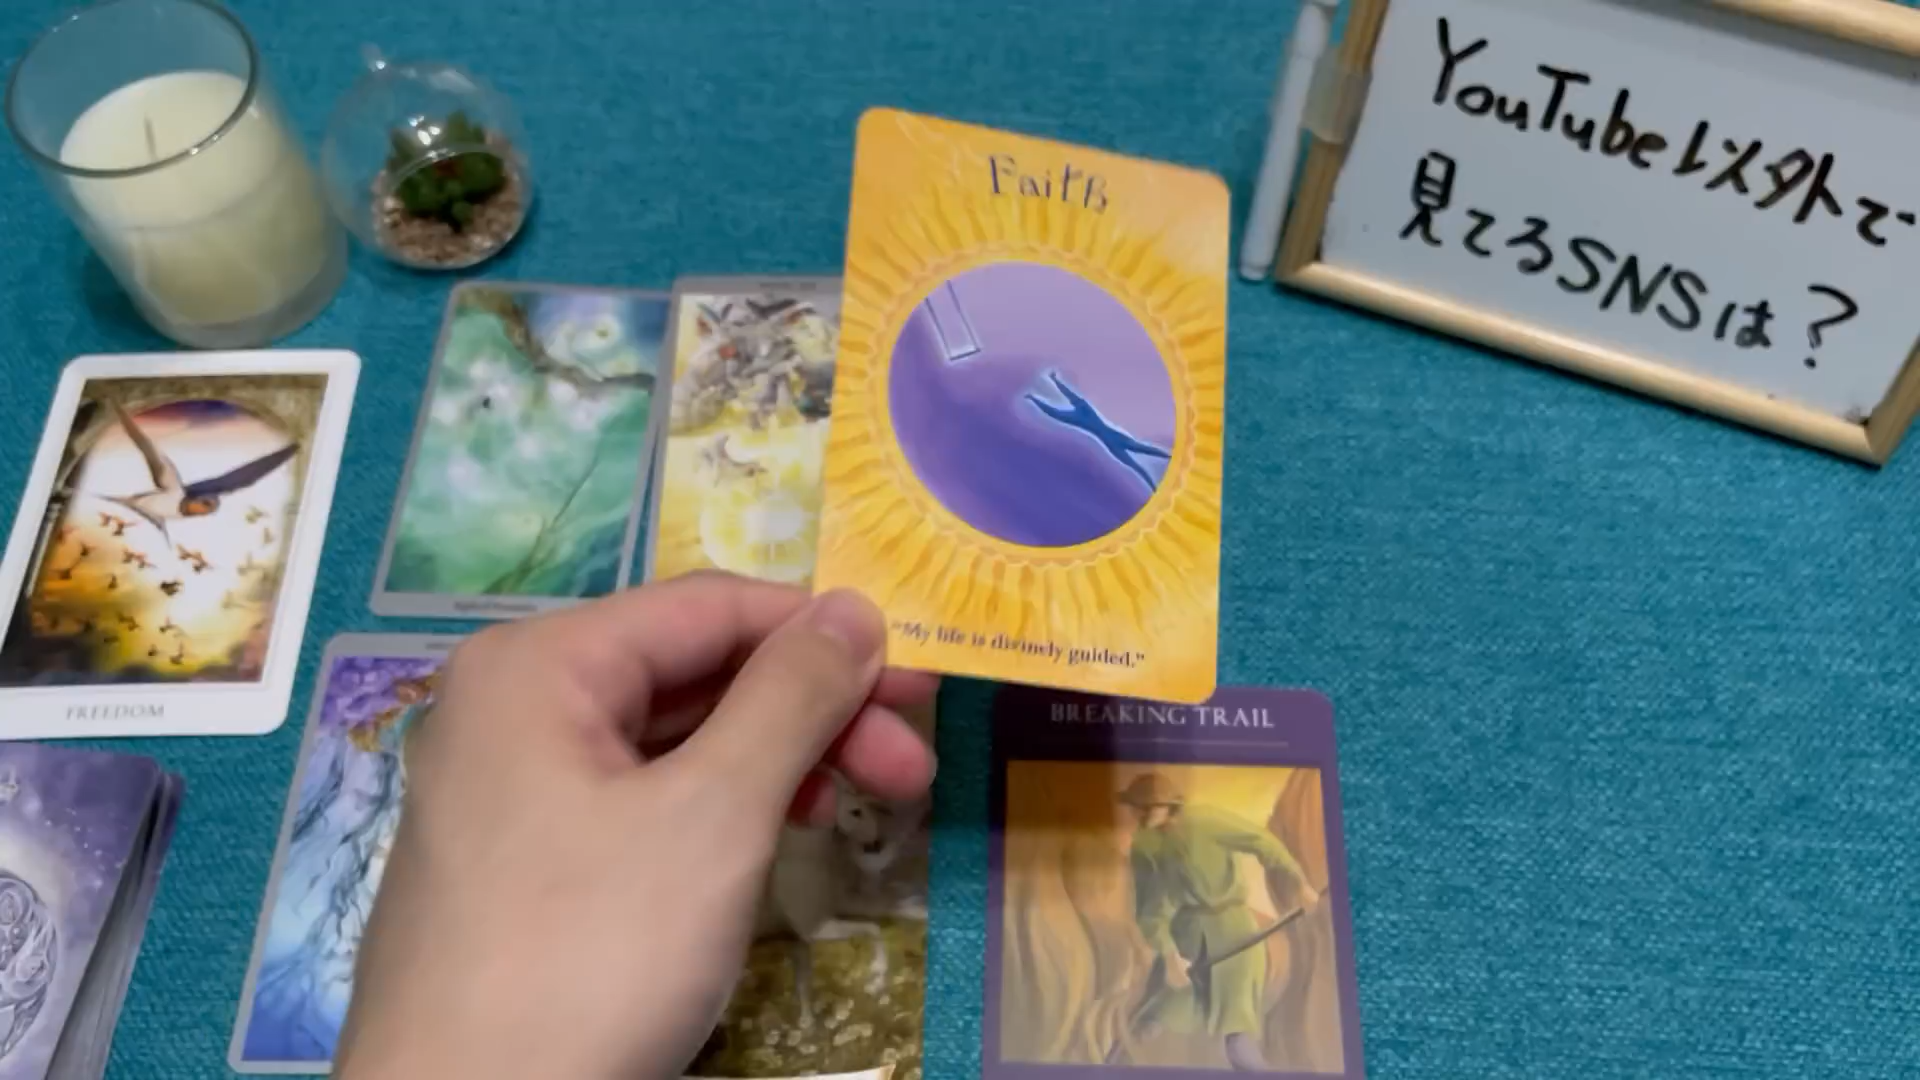 YouTube以外で
見てるSNSは？
Faith
"My life is divinely guided."
FREEDOM
BREAKING TRAIL